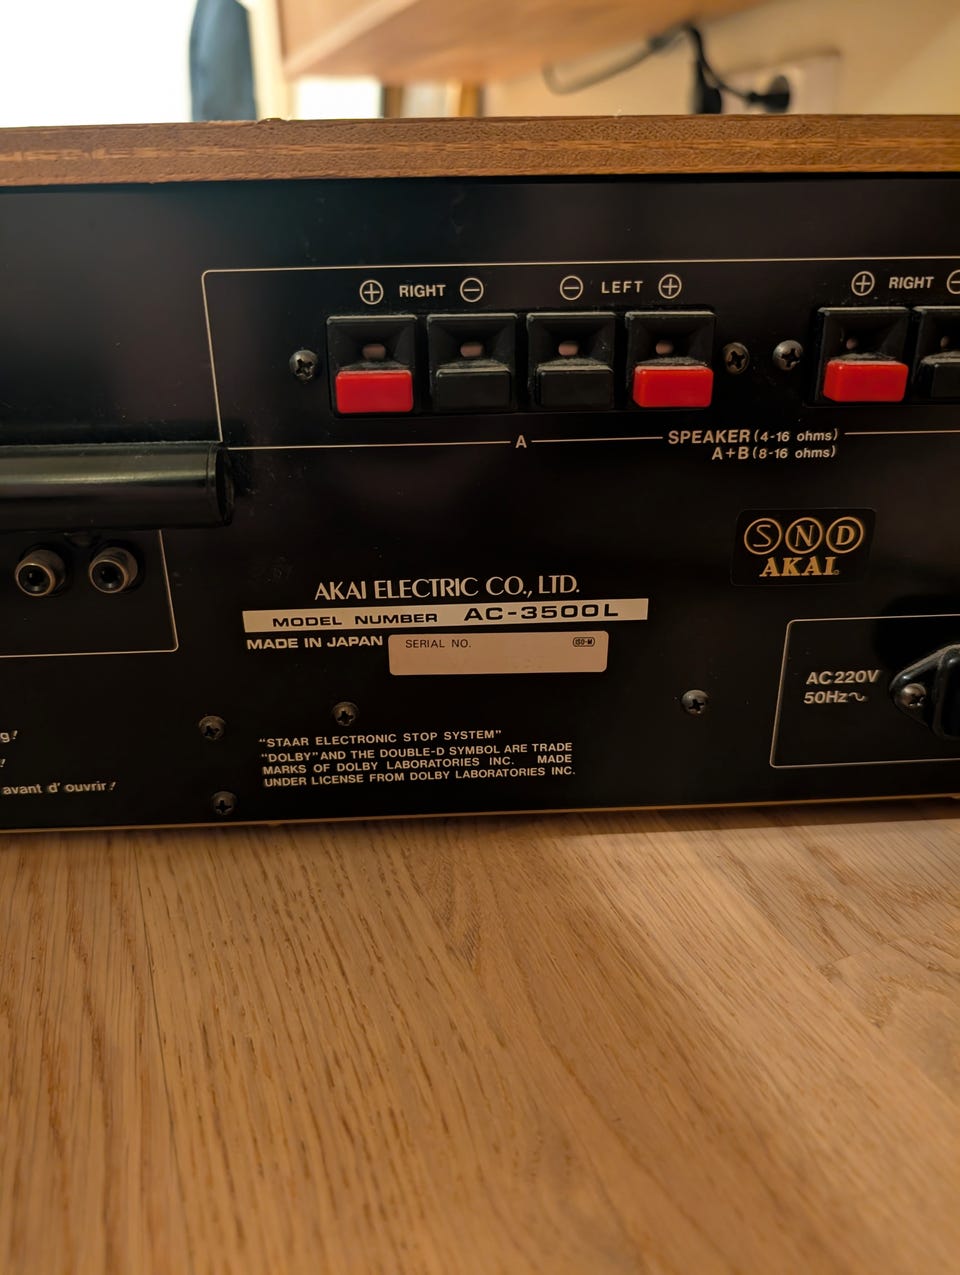 ⊕ RIGHT ⊖ ⊖ LEFT ⊕
⊕ RIGHT ⊖
A
SPEAKER (4-16 ohms)
A+B (8-16 ohms)
SND
AKAI
AKAI ELECTRIC CO., LTD.
MODEL NUMBER AC-3500L
MADE IN JAPAN
SERIAL NO.
AC 220V
50Hz~
"STAAR ELECTRONIC STOP SYSTEM"
"DOLBY" AND THE DOUBLE-D SYMBOL ARE TRADE
MARKS OF DOLBY LABORATORIES INC. MADE
UNDER LICENSE FROM DOLBY LABORATORIES INC.
g!
!
avant d' ouvrir!